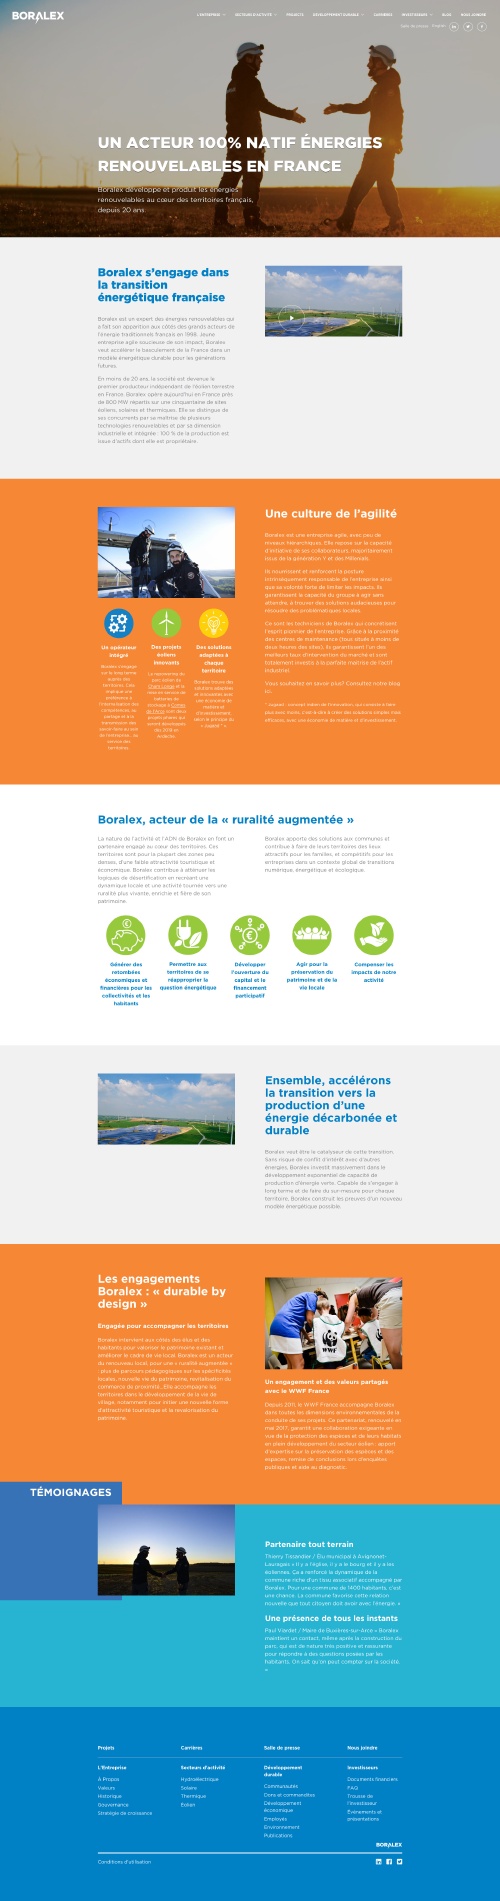 BORALEX
L'ENTREPRISE
SECTEURS D'ACTIVITÉ
PROJETS
DÉVELOPPEMENT DURABLE
CARRIÈRES
INVESTISSEURS
BLOG
NOUS JOINDRE
Salle de presse
UN ACTEUR 100% NATIF ÉNERGIES
RENOUVELABLES EN FRANCE
Boralex développe et produit les énergies
renouvelables au cœur des territoires français,
depuis 20 ans
Boralex s'engage dans
la transition
énergétique française
Boralex est un expert des énergies renouvelables qui
a fait son apparition aux côtés des grands acteurs de
l'énergie traditionnels français en 1998. Jeune
entreprise agile soucieuse de son impact, Boralex
veut accélérer le basculement de la France dans un
modèle énergétique durable pour les générations
futures.
En moins de 20 ans, la société est devenue le
premier producteur indépendant de l'éolien terrestre
en France. Boralex opère aujourd'hui en France près
de 800 MW répartis sur une cinquantaine de sites
éoliens, solaires et thermiques. Elle se distingue de
ses concurrents par sa maîtrise de plusieurs
technologies renouvelables et par sa dimension
industrielle et intégrée : 100 % de la production est
issue d'actifs dont elle est propriétaire.
Une culture de l'agilité
Boralex est une entreprise agile, avec peu de
niveaux hiérarchiques. Elle repose sur la capacité
d'initiative de ses collaborateurs, majoritairement
issus de la génération Y et des Millenials.
Ils nourrissent et renforcent la posture
intrinsèquement responsable de l'entreprise ainsi
que sa volonté forte de limiter les impacts. Ils
garantissent la capacité du groupe à agir sans
attendre, à trouver des solutions audacieuses pour
résoudre des problématiques locales.
Ce sont les techniciens de Boralex qui concrétisent
l'esprit pionnier de l'entreprise. Grâce à la proximité
des centres de maintenance (tous situés à moins de
deux heures des sites), ils garantissent l'un des
meilleurs taux d'intervention du marché et sont
totalement investis à la parfaite maîtrise de l'actif
industriel.
Vous souhaitez en savoir plus? Consultez notre blog
ici.
* Jugaad : concept indien de l'innovation, qui consiste à faire
plus avec moins, c'est-à-dire à créer des solutions simples mais
efficaces, avec une économie de matière et d'investissement.
Un opérateur
intégré
Boralex s'engage
sur le long terme
auprès des
territoires. Cela
implique une
préférence à
l'internalisation des
compétences, au
partage et à la
transmission des
savoir-faire au sein
de l'entreprise... au
service des
territoires.
Des projets
éoliens
innovants
Le repowering du
parc éolien de
Cham Longe et la
mise en service de
batteries de
stockage à
sont deux
projets phares qui
seront développés
dès 2019 en
Ardèche.
Des solutions
adaptées à
chaque
territoire
Boralex trouve des
solutions adaptées
et innovantes avec
une économie de
matière et
d'investissement,
selon le principe du
« Jugaad * ».
Boralex, acteur de la « ruralité augmentée »
La nature de l'activité et l'ADN de Boralex en font un
partenaire engagé au cœur des territoires. Ces
territoires sont pour la plupart des zones peu
denses, d'une faible attractivité touristique et
économique. Boralex contribue à atténuer les
logiques de désertification en recréant une
dynamique locale et une activité tournée vers une
ruralité plus vivante, enrichie et fière de son
patrimoine.
Boralex apporte des solutions aux communes et
contribue à faire de leurs territoires des lieux
attractifs pour les familles, et compétitifs pour les
entreprises dans un contexte global de transitions
numérique, énergétique et écologique.
Générer des
retombées
économiques et
financières pour les
collectivités et les
habitants
Permettre aux
territoires de se
réapproprier la
question énergétique
Développer
l'ouverture du
capital et le
financement
participatif
Agir pour la
préservation du
patrimoine et de la
vie locale
Compenser les
impacts de notre
activité
Ensemble, accélérons
la transition vers la
production d'une
énergie décarbonée et
durable
Boralex veut être le catalyseur de cette transition.
Sans risque de conflit d'intérêt avec d'autres
énergies, Boralex investit massivement dans le
développement exponentiel de capacité de
production d'énergie verte. Capable de s'engager à
long terme et de faire du sur-mesure pour chaque
territoire, Boralex construit les preuves d'un nouveau
modèle énergétique possible.
Les engagements
Boralex : « durable by
design »
Engagée pour accompagner les territoires
Boralex intervient aux côtés des élus et des
habitants pour valoriser le patrimoine existant et
améliorer le cadre de vie local. Boralex est un acteur
du renouveau local, pour une « ruralité augmentée »
: plus de parcours pédagogiques sur les spécificités
locales, nouvelle vie du patrimoine, revitalisation du
commerce de proximité...Elle accompagne les
territoires dans le développement de la vie de
village, notamment pour initier une nouvelle forme
d'attractivité touristique et la revalorisation du
patrimoine.
WWF
Un engagement et des valeurs partagés
avec le WWF France
Depuis 2011, le WWF France accompagne Boralex
dans toutes les dimensions environnementales de la
conduite de ses projets. Ce partenariat, renouvelé en
mai 2017, garantit une collaboration exigeante en
vue de la protection des espèces et de leurs habitats
en plein développement du secteur éolien : apport
d'expertise sur la préservation des espèces et des
espaces, remise de conclusions lors d'enquêtes
publiques et aide au diagnostic.
TÉMOIGNAGES
Partenaire tout terrain
Thierry Tissandier / Élu municipal à Avignonet-
Lauragais « Il y a l'église, il y a le bourg et il y a les
éoliennes. Ça a renforcé la dynamique de la
commune riche d'un tissu associatif accompagné par
Boralex. Pour une commune de 1400 habitants, c'est
une chance. La commune favorise cette relation
nouvelle que tout citoyen doit avoir avec l'énergie. »
Une présence de tous les instants
Paul Viardet / Maire de Buxières-sur-Arce « Boralex
maintient un contact, même après la construction du
parc, qui est de nature très positive et rassurante
pour répondre à des questions posées par les
habitants. On sait qu'on peut compter sur la société.
»
Projets
Carrières
Salle de presse
Nous joindre
L'Entreprise
À Propos
Valeurs
Historique
Gouvernance
Stratégie de croissance
Secteurs d'activité
Hydroélectrique
Solaire
Thermique
Éolien
Développement
durable
Communautés
Dons et commandites
Développement
économique
Employés
Environnement
Publications
Investisseurs
Documents financiers
FAQ
Trousse de
l'investisseur
Événements et
présentations
BORALEX
Conditions d'utilisation